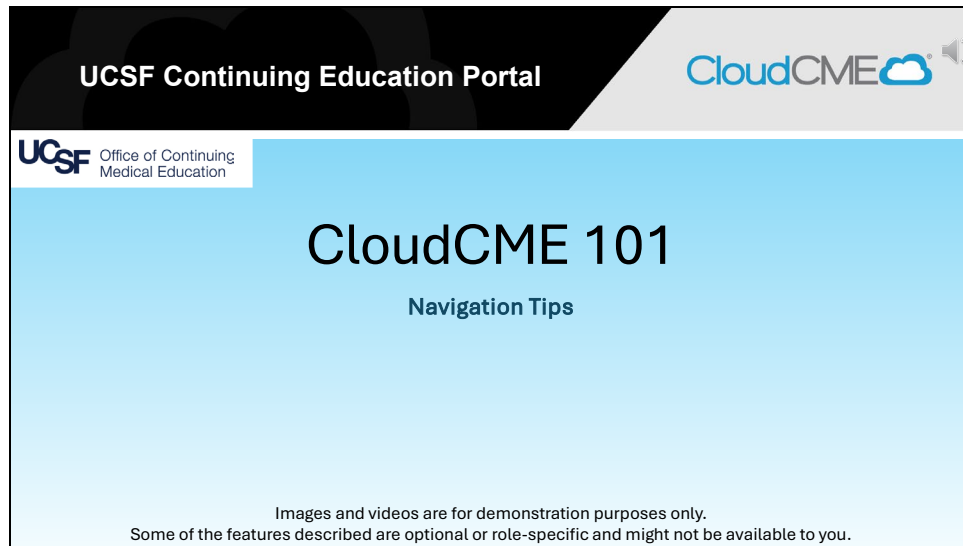 UCSF Continuing Education Portal
CloudCME
UCSF Office of Continuing
Medical Education
CloudCME 101
Navigation Tips
Images and videos are for demonstration purposes only.
Some of the features described are optional or role-specific and might not be available to you.